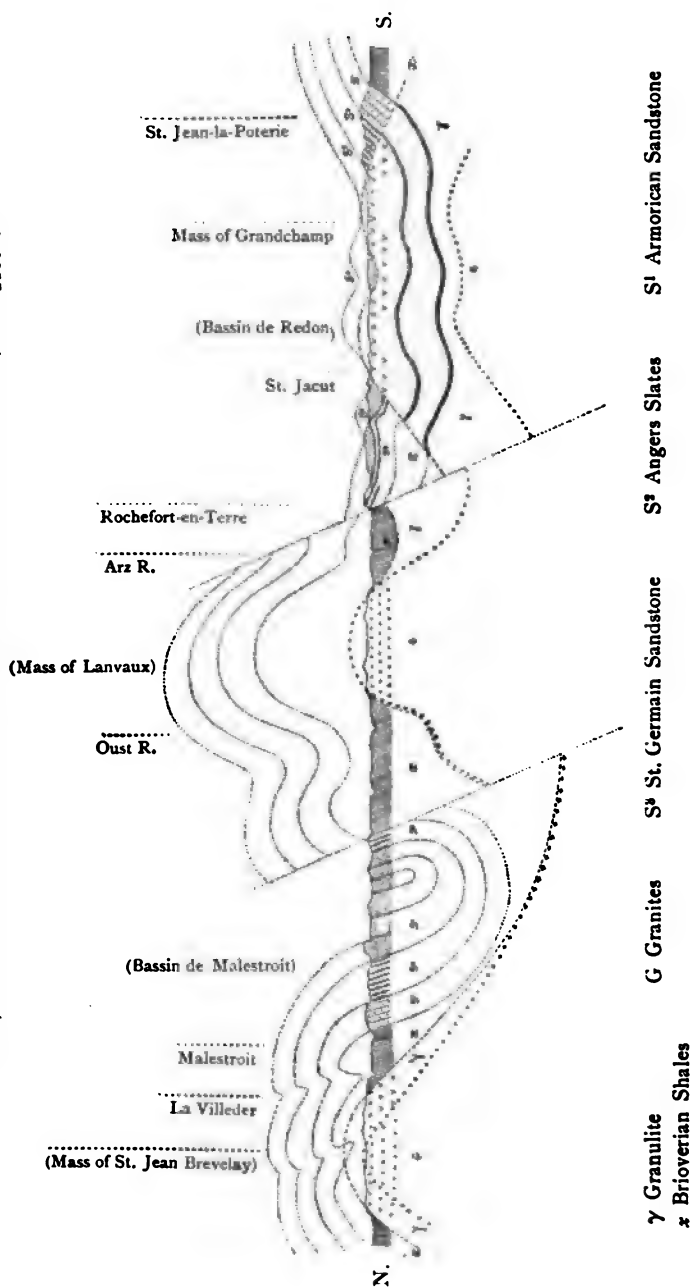 N.
(Mass of St. Jean Brevelay)
La Villeder
Malestroit
(Bassin de Malestroit)
Oust R.
(Mass of Lanvaux)
Arz R.
Rochefort-en-Terre
St. Jacut
(Bassin de Redon)
Mass of Grandchamp
St. Jean-la-Poterie
S.
γ Granulite
x Brioverian Shales
G Granites
S³ St. Germain Sandstone
S² Angers Slates
S¹ Armorican Sandstone